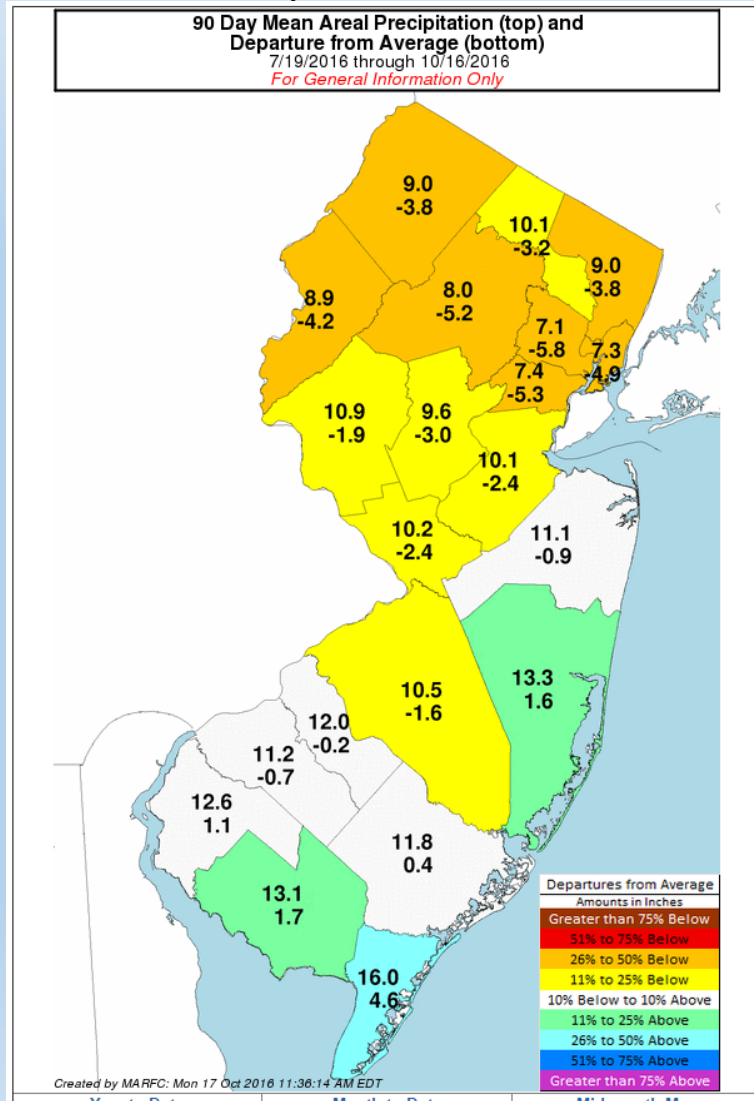 90 Day Mean Areal Precipitation (top) and
Departure from Average (bottom)
7/19/2016 through 10/16/2016
For General Information Only
9.0
-3.8
10.1
-3.2
9.0
-3.8
8.9
-4.2
8.0
-5.2
7.1
-5.8
7.3
-4.9
7.4
-5.3
10.9
-1.9
9.6
-3.0
10.1
-2.4
10.2
-2.4
11.1
-0.9
10.5
-1.6
13.3
1.6
12.0
-0.2
11.2
-0.7
12.6
1.1
11.8
0.4
13.1
1.7
16.0
4.6
Departures from Average
Amounts in Inches
Greater than 75% Below
51% to 75% Below
26% to 50% Below
11% to 25% Below
10% Below to 10% Above
11% to 25% Above
26% to 50% Above
51% to 75% Above
Greater than 75% Above
Created by MARFC: Mon 17 Oct 2016 11:36:14 AM EDT